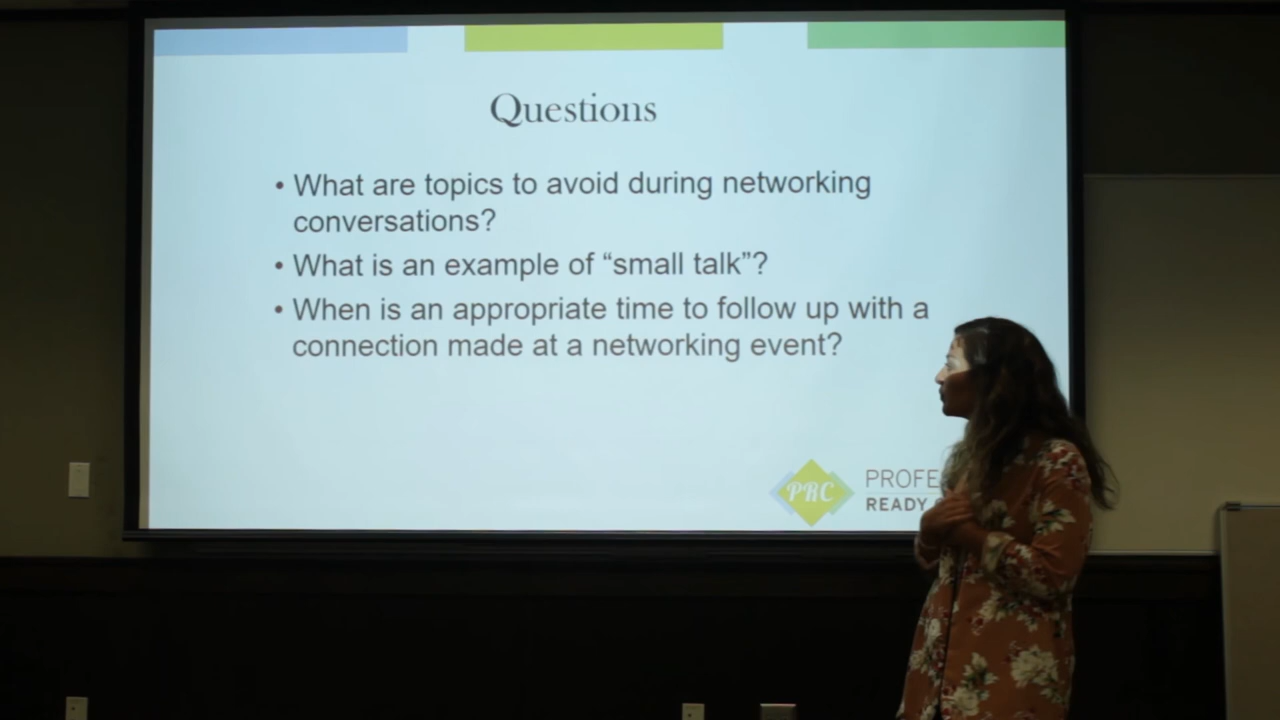 Questions
• What are topics to avoid during networking
conversations?
• What is an example of “small talk”?
• When is an appropriate time to follow up with a
connection made at a networking event?
PRC
READY